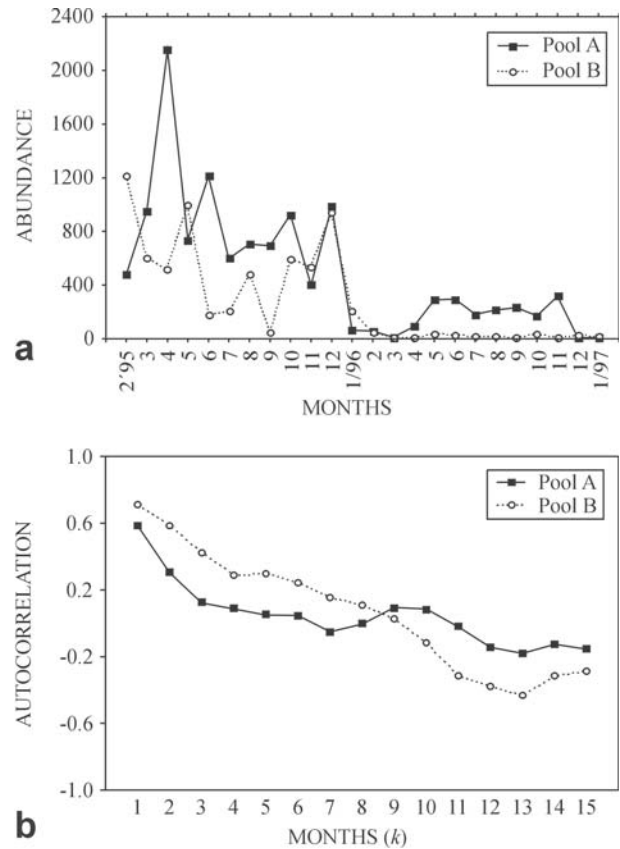 2400
2000
1600
1200
800
400
0
ABUNDANCE
Pool A
Pool B
2´95 3 4 5 6 7 8 9 10 11 12 1/96 2 3 4 5 6 7 8 9 10 11 12 1/97
MONTHS
a
1.0
0.6
0.2
-0.2
-0.6
-1.0
AUTOCORRELATION
Pool A
Pool B
1 2 3 4 5 6 7 8 9 10 11 12 13 14 15
MONTHS (k)
b